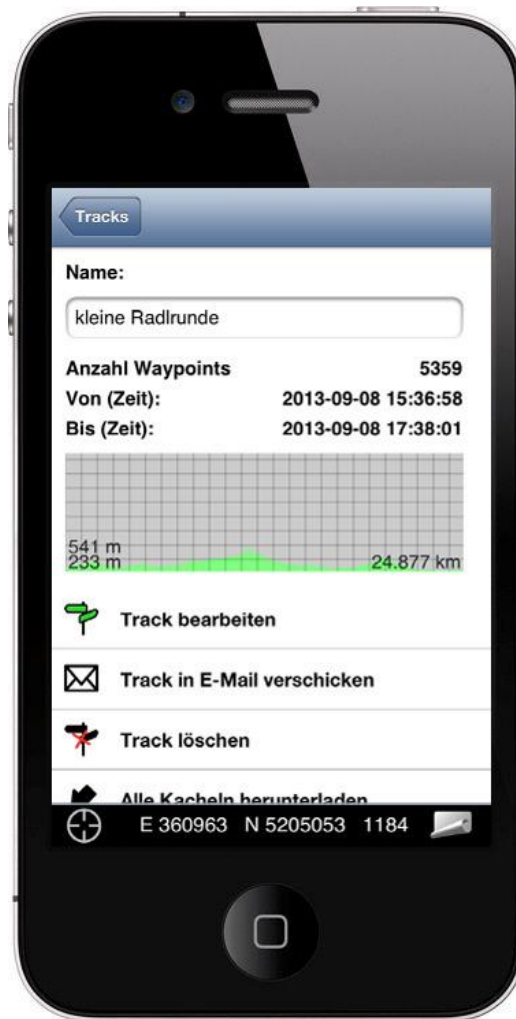 Tracks
Name:
kleine Radlrunde
Anzahl Waypoints 5359
Von (Zeit): 2013-09-08 15:36:58
Bis (Zeit): 2013-09-08 17:38:01
541 m
233 m 24.877 km
Track bearbeiten
Track in E-Mail verschicken
Track löschen
Alle Kacheln herunterladen
E 360963 N 5205053 1184